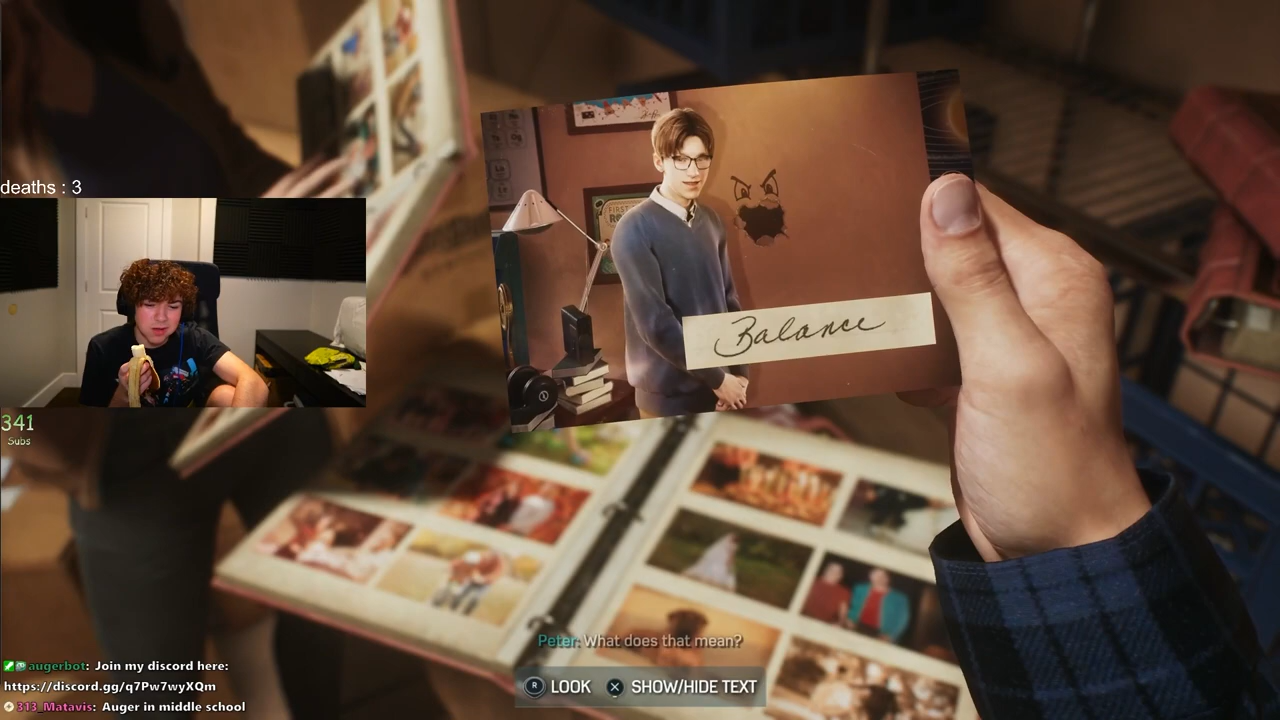 deaths : 3
FIRST
Balance
341
Subs
Peter: What does that mean?
R LOOK X SHOW/HIDE TEXT
augerbot: Join my discord here:
https://discord.gg/q7Pw7wyXQm
313_Matavis: Auger in middle school